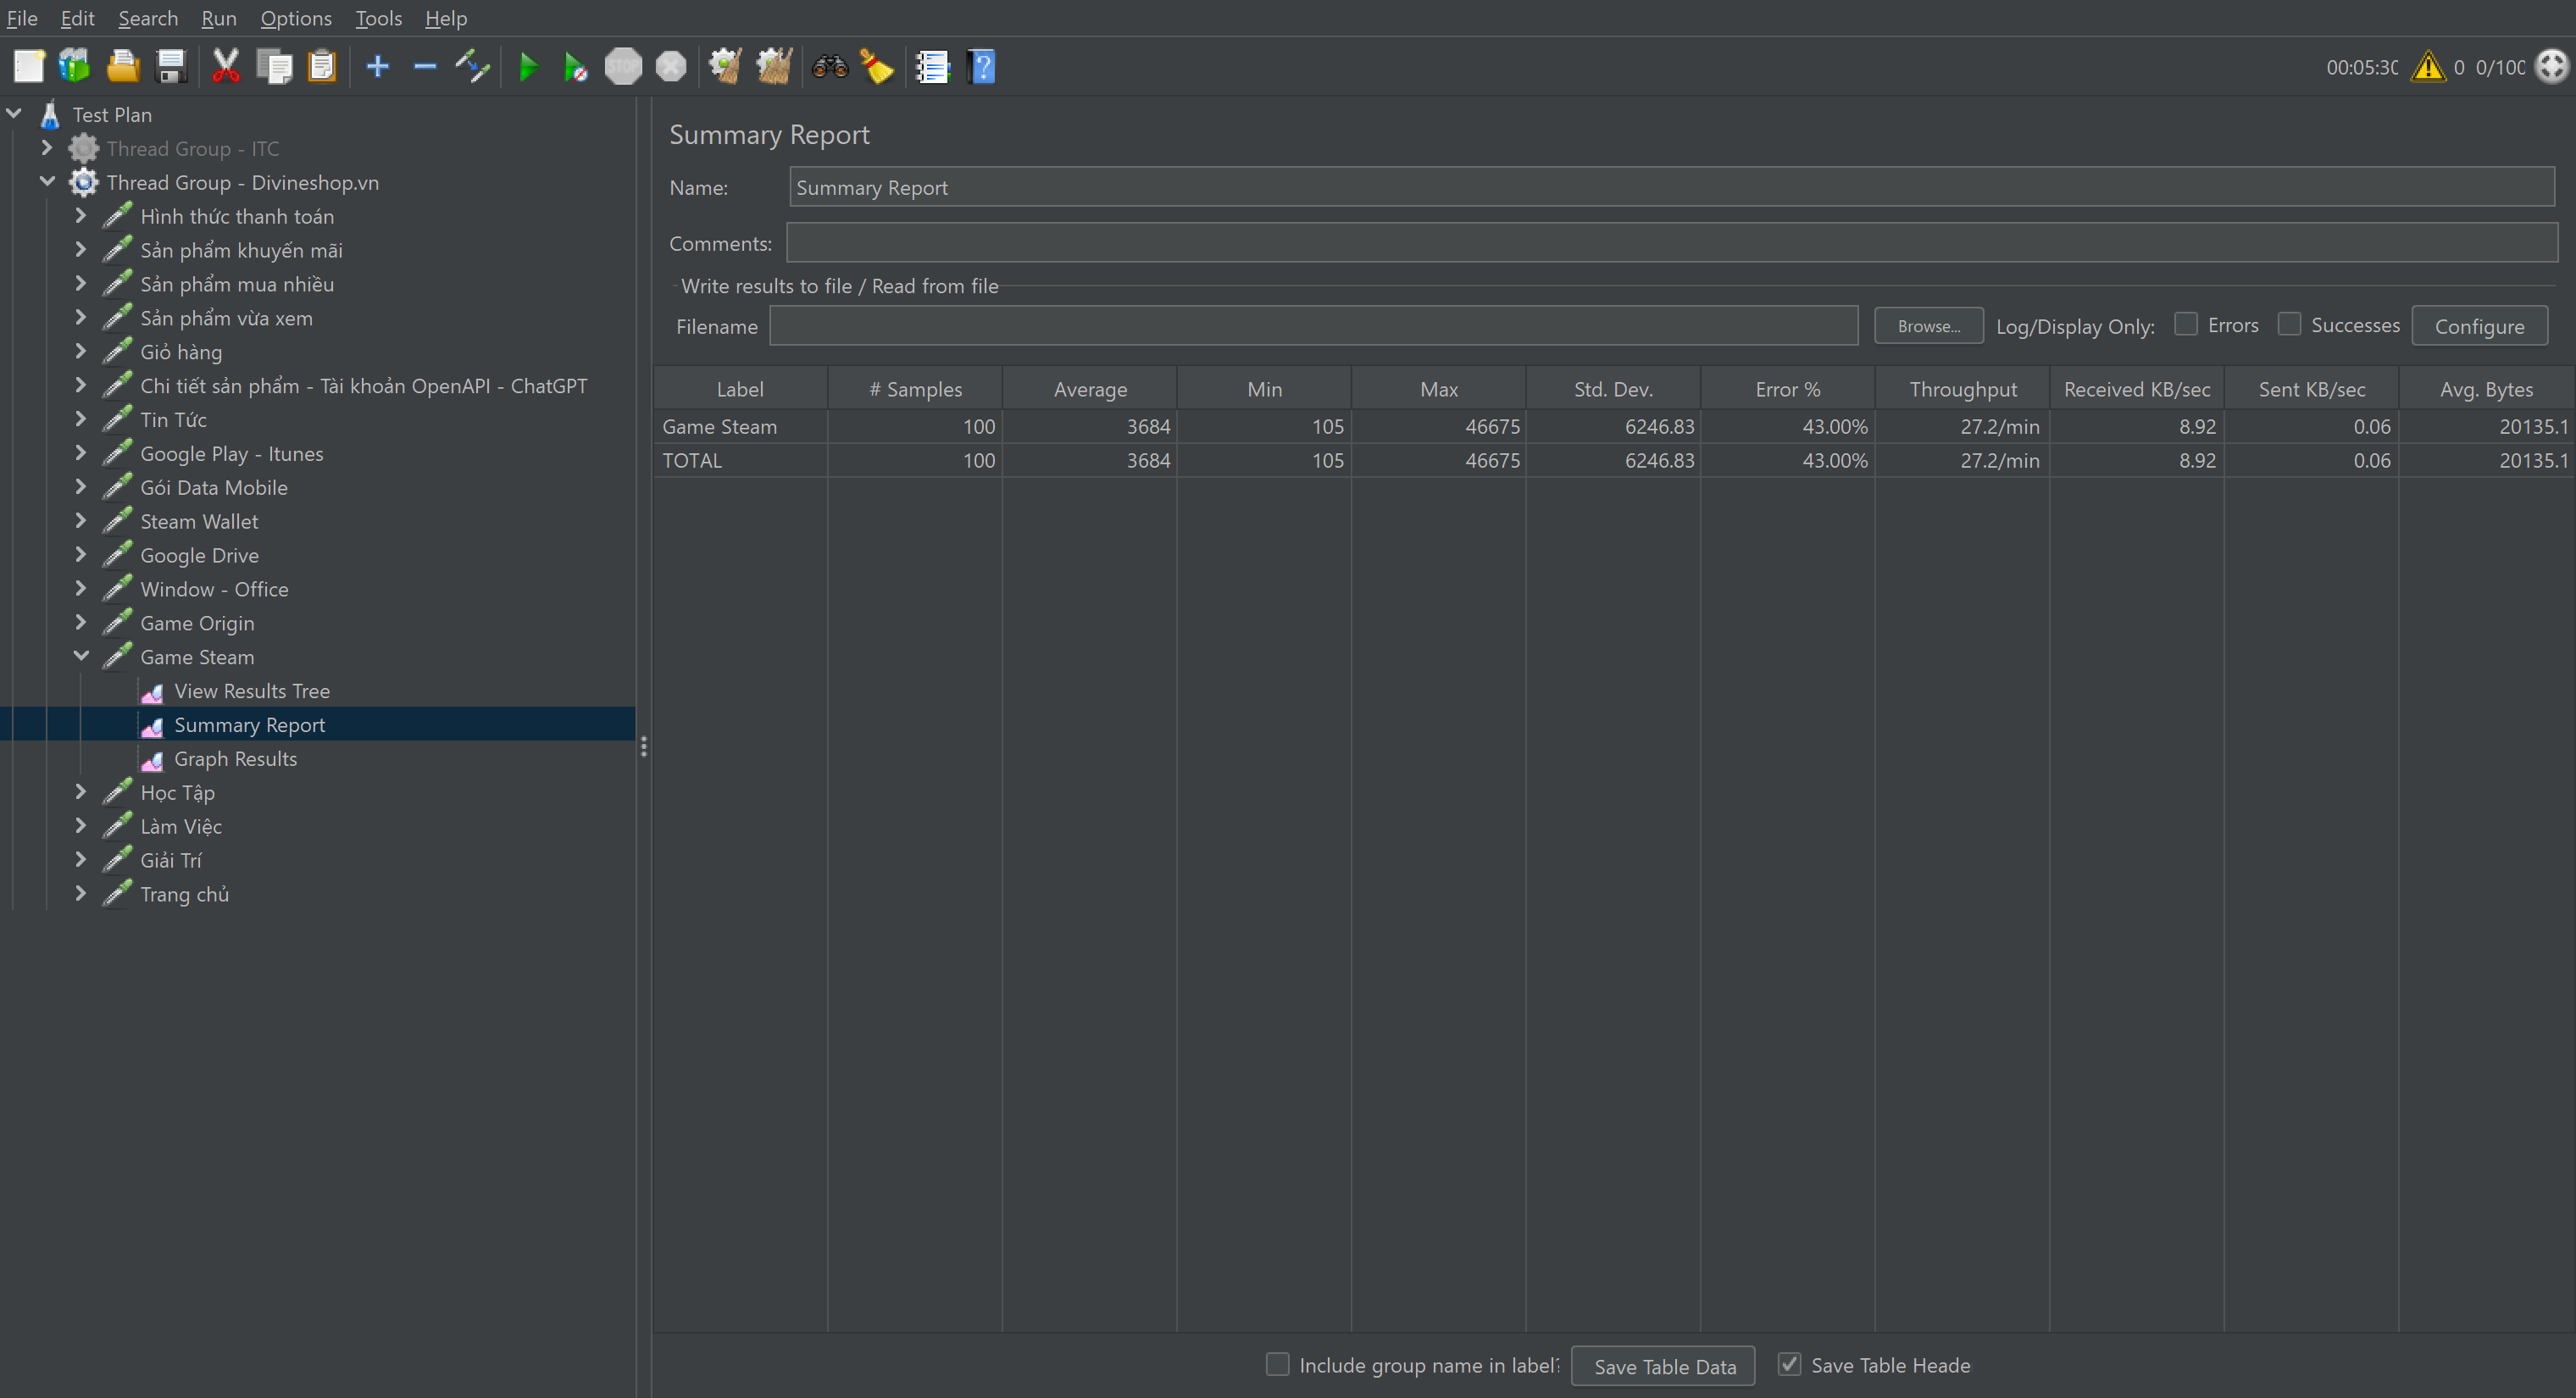 File Edit Search Run Options Tools Help
STOP
00:05:30 0 0/100
Test Plan
Thread Group - ITC
Thread Group - Divineshop.vn
Hình thức thanh toán
Sản phẩm khuyến mãi
Sản phẩm mua nhiều
Sản phẩm vừa xem
Giỏ hàng
Chi tiết sản phẩm - Tài khoản OpenAPI - ChatGPT
Tin Tức
Google Play - Itunes
Gói Data Mobile
Steam Wallet
Google Drive
Window - Office
Game Origin
Game Steam
View Results Tree
Summary Report
Graph Results
Học Tập
Làm Việc
Giải Trí
Trang chủ
Summary Report
Name: Summary Report
Comments:
Write results to file / Read from file
Filename Browse... Log/Display Only: Errors Successes Configure
Label # Samples Average Min Max Std. Dev. Error % Throughput Received KB/sec Sent KB/sec Avg. Bytes
Game Steam 100 3684 105 46675 6246.83 43.00% 27.2/min 8.92 0.06 20135.1
TOTAL 100 3684 105 46675 6246.83 43.00% 27.2/min 8.92 0.06 20135.1
Include group name in label? Save Table Data Save Table Heade